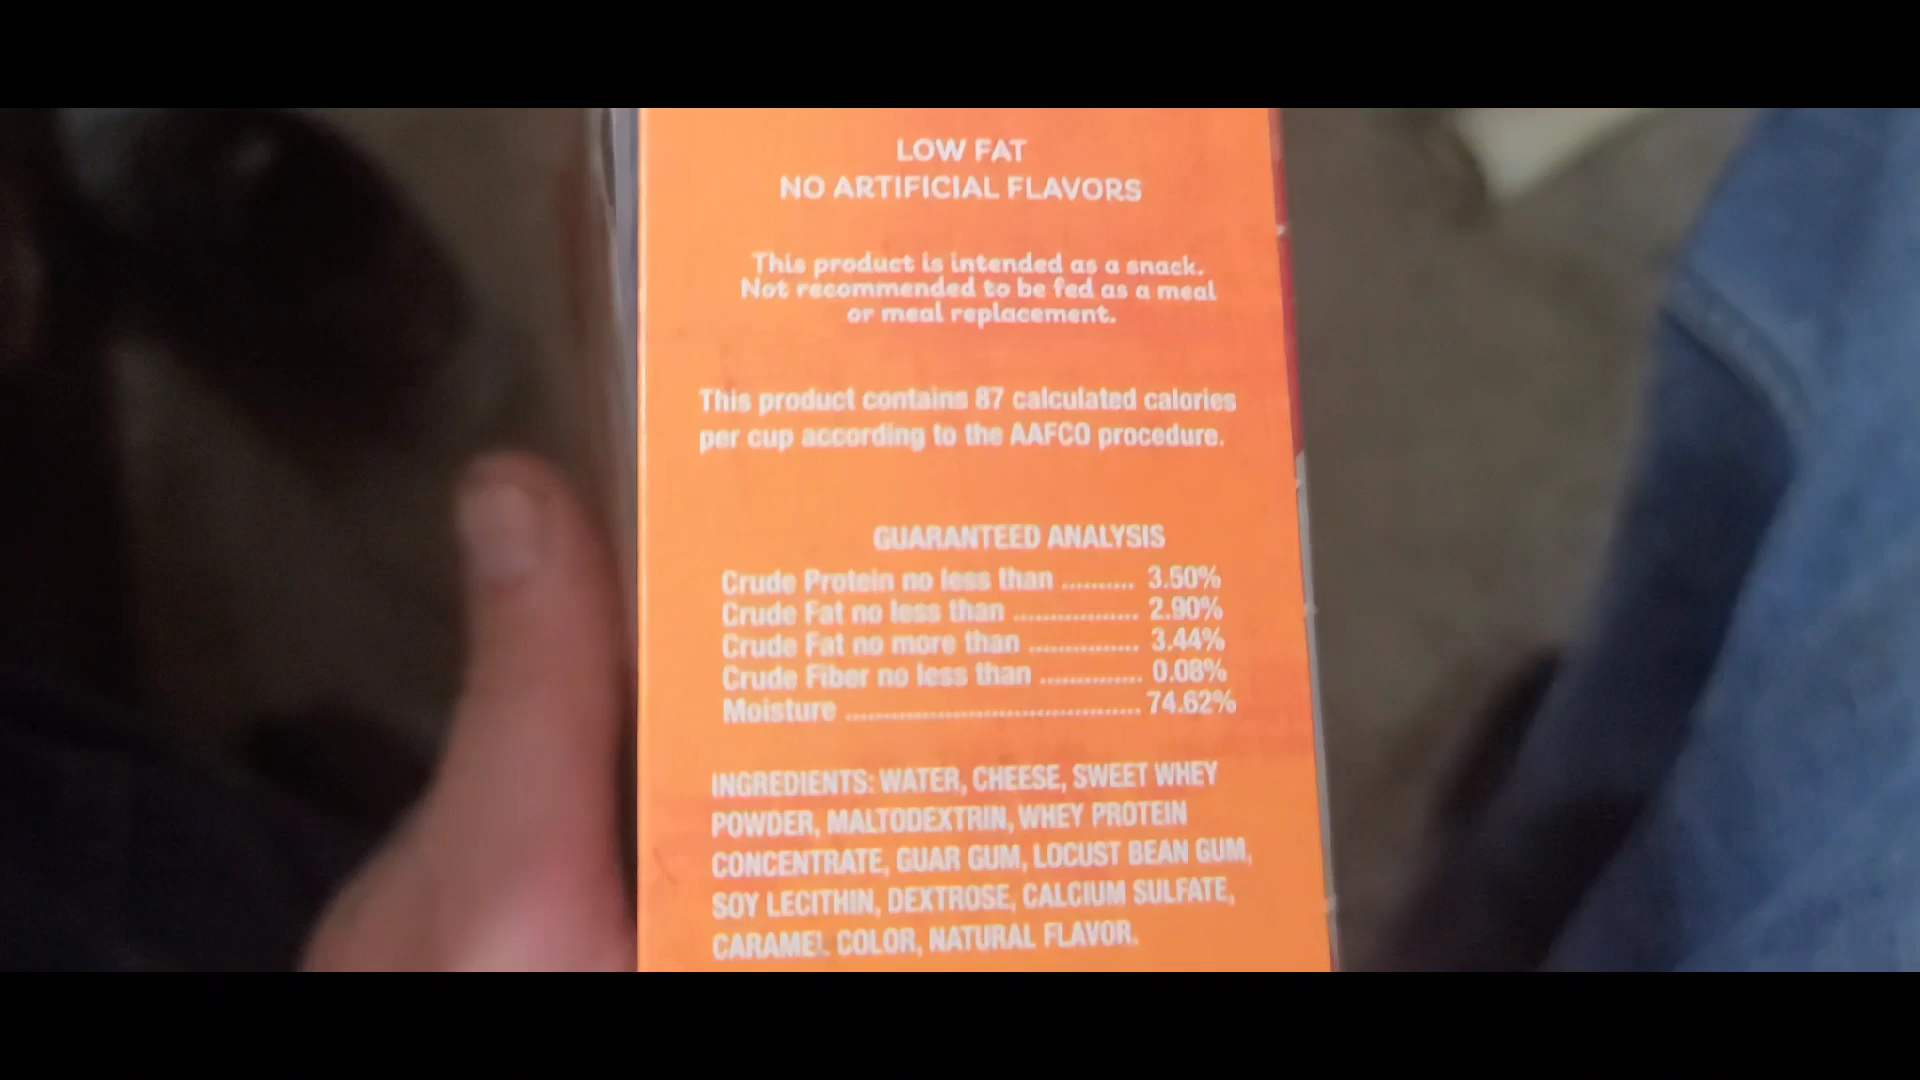 LOW FAT
NO ARTIFICIAL FLAVORS
This product is intended as a snack.
Not recommended to be fed as a meal
or meal replacement.
This product contains 87 calculated calories
per cup according to the AAFCO procedure.
GUARANTEED ANALYSIS
Crude Protein no less than .......... 3.50%
Crude Fat no less than ................. 2.90%
Crude Fat no more than ............... 3.44%
Crude Fiber no less than .............. 0.08%
Moisture ........................................ 74.62%
INGREDIENTS: WATER, CHEESE, SWEET WHEY
POWDER, MALTODEXTRIN, WHEY PROTEIN
CONCENTRATE, GUAR GUM, LOCUST BEAN GUM,
SOY LECITHIN, DEXTROSE, CALCIUM SULFATE,
CARAMEL COLOR, NATURAL FLAVOR.